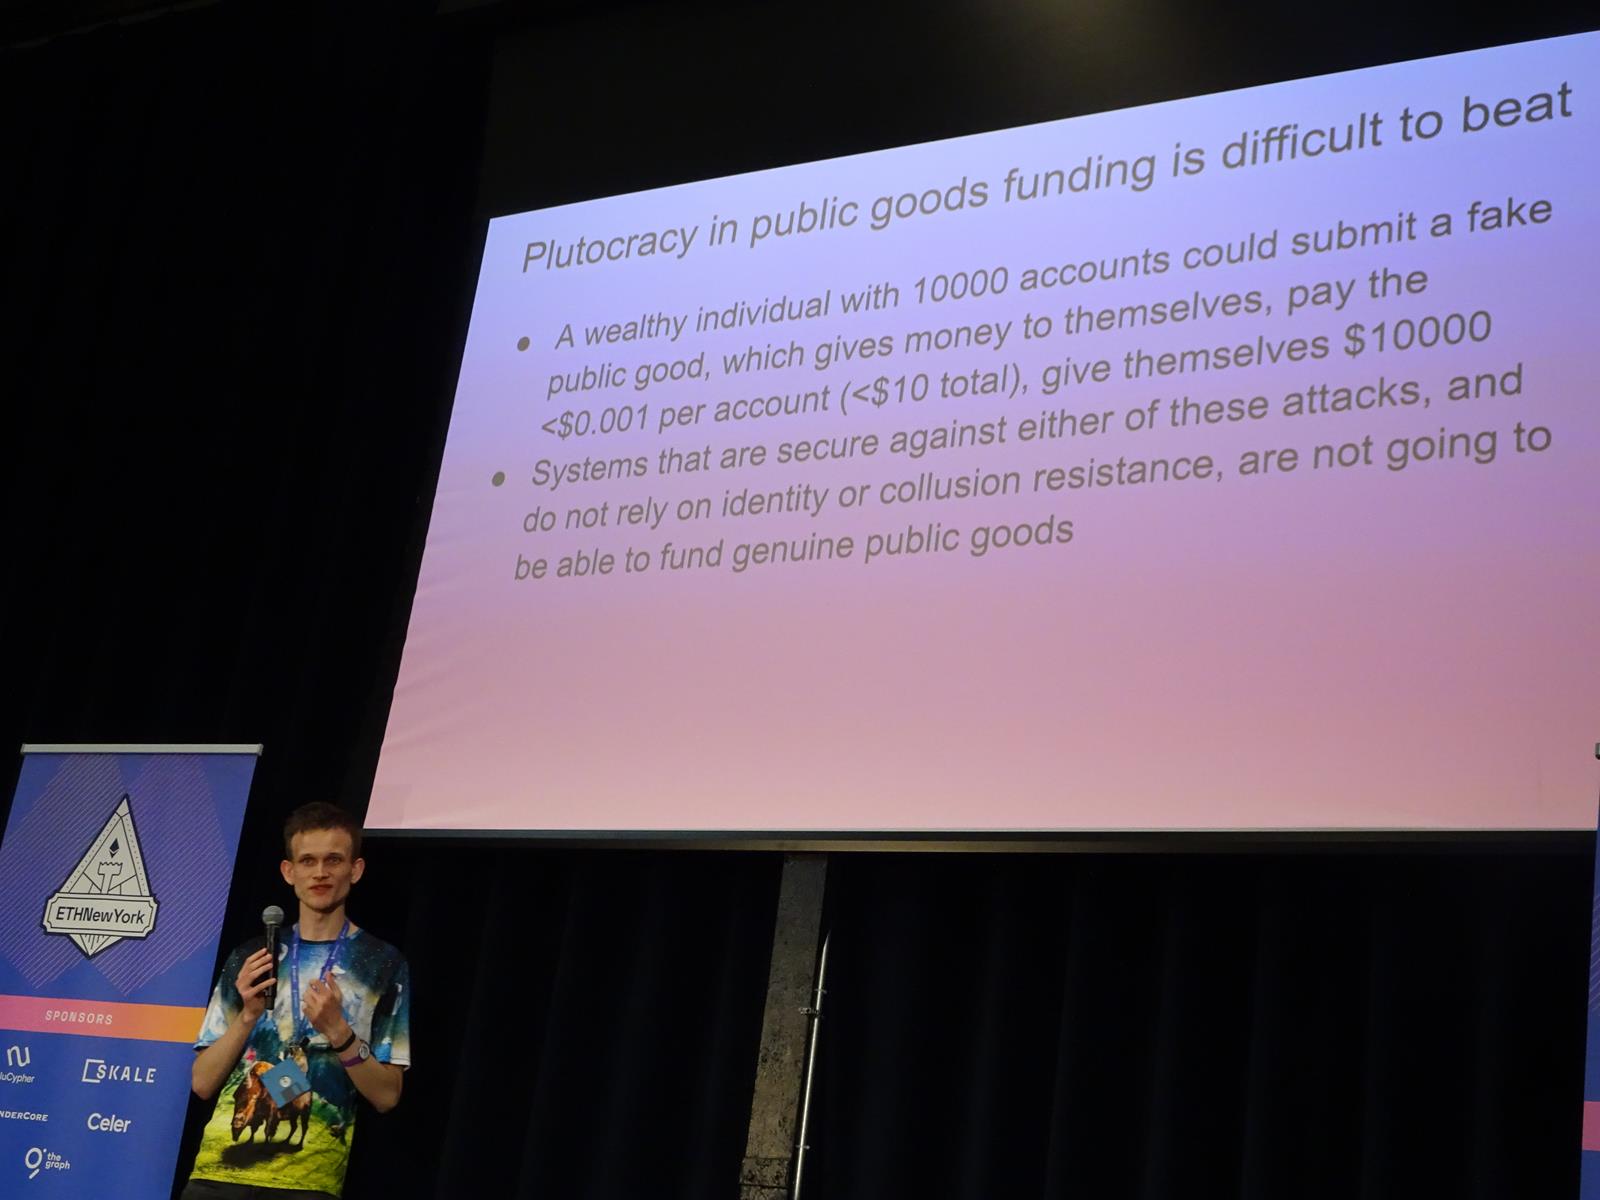 Plutocracy in public goods funding is difficult to beat
A wealthy individual with 10000 accounts could submit a fake
public good, which gives money to themselves, pay the
<$0.001 per account (<$10 total), give themselves $10000
Systems that are secure against either of these attacks, and
do not rely on identity or collusion resistance, are not going to
be able to fund genuine public goods
ETHNewYork
SPONSORS
uCypher
SKALE
NDERCORE
Celer
the
graph